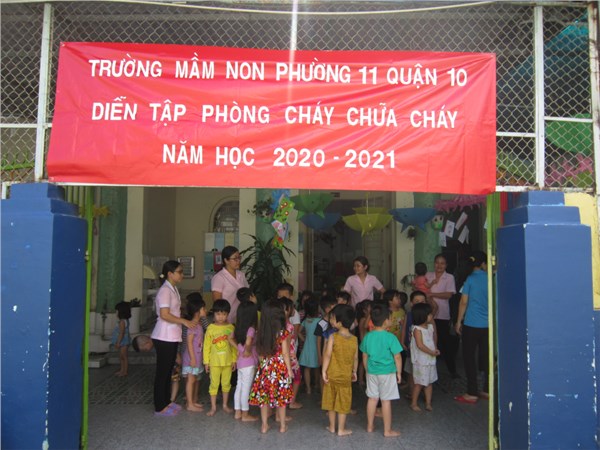 TRƯỜNG MẦM NON PHƯỜNG 11 QUẬN 10
DIỄN TẬP PHÒNG CHÁY CHỮA CHÁY
NĂM HỌC 2020 - 2021